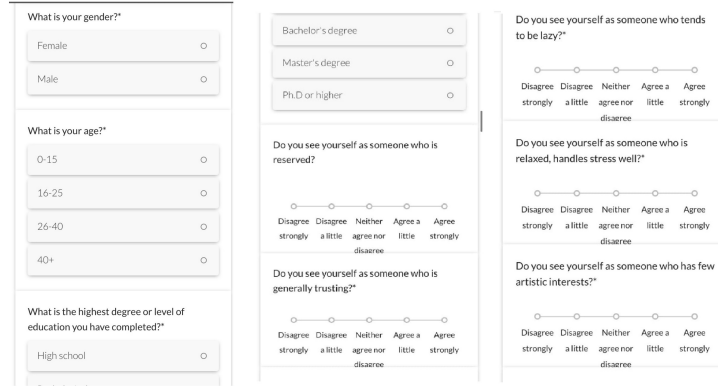 What is your gender?*
Female
Male
What is your age?*
0-15
16-25
26-40
40+
What is the highest degree or level of
education you have completed?*
High school
Bachelor's degree
Master's degree
Ph.D or higher
Do you see yourself as someone who is
reserved?
Disagree Disagree Neither Agree a Agree
strongly a little agree nor little strongly
disagree
Do you see yourself as someone who is
generally trusting?*
Disagree Disagree Neither Agree a Agree
strongly a little agree nor little strongly
disagree
Do you see yourself as someone who tends
to be lazy?*
Disagree Disagree Neither Agree a Agree
strongly a little agree nor little strongly
disagree
Do you see yourself as someone who is
relaxed, handles stress well?*
Disagree Disagree Neither Agree a Agree
strongly a little agree nor little strongly
disagree
Do you see yourself as someone who has few
artistic interests?*
Disagree Disagree Neither Agree a Agree
strongly a little agree nor little strongly
disagree